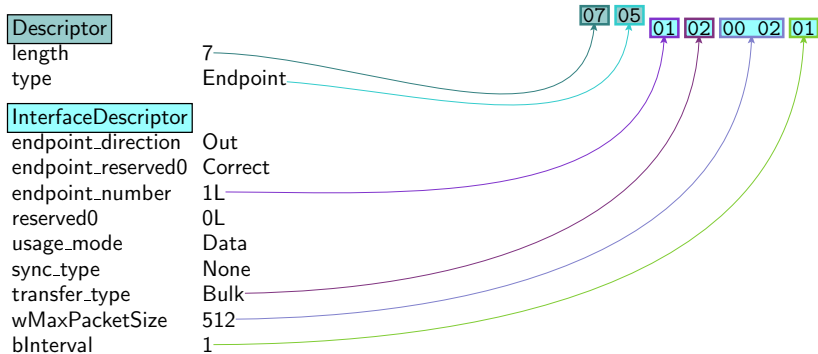 07 05
Descriptor
01 02 00 02 01
length 7
type Endpoint
InterfaceDescriptor
endpoint_direction Out
endpoint_reserved0 Correct
endpoint_number 1L
reserved0 0L
usage_mode Data
sync_type None
transfer_type Bulk
wMaxPacketSize 512
bInterval 1